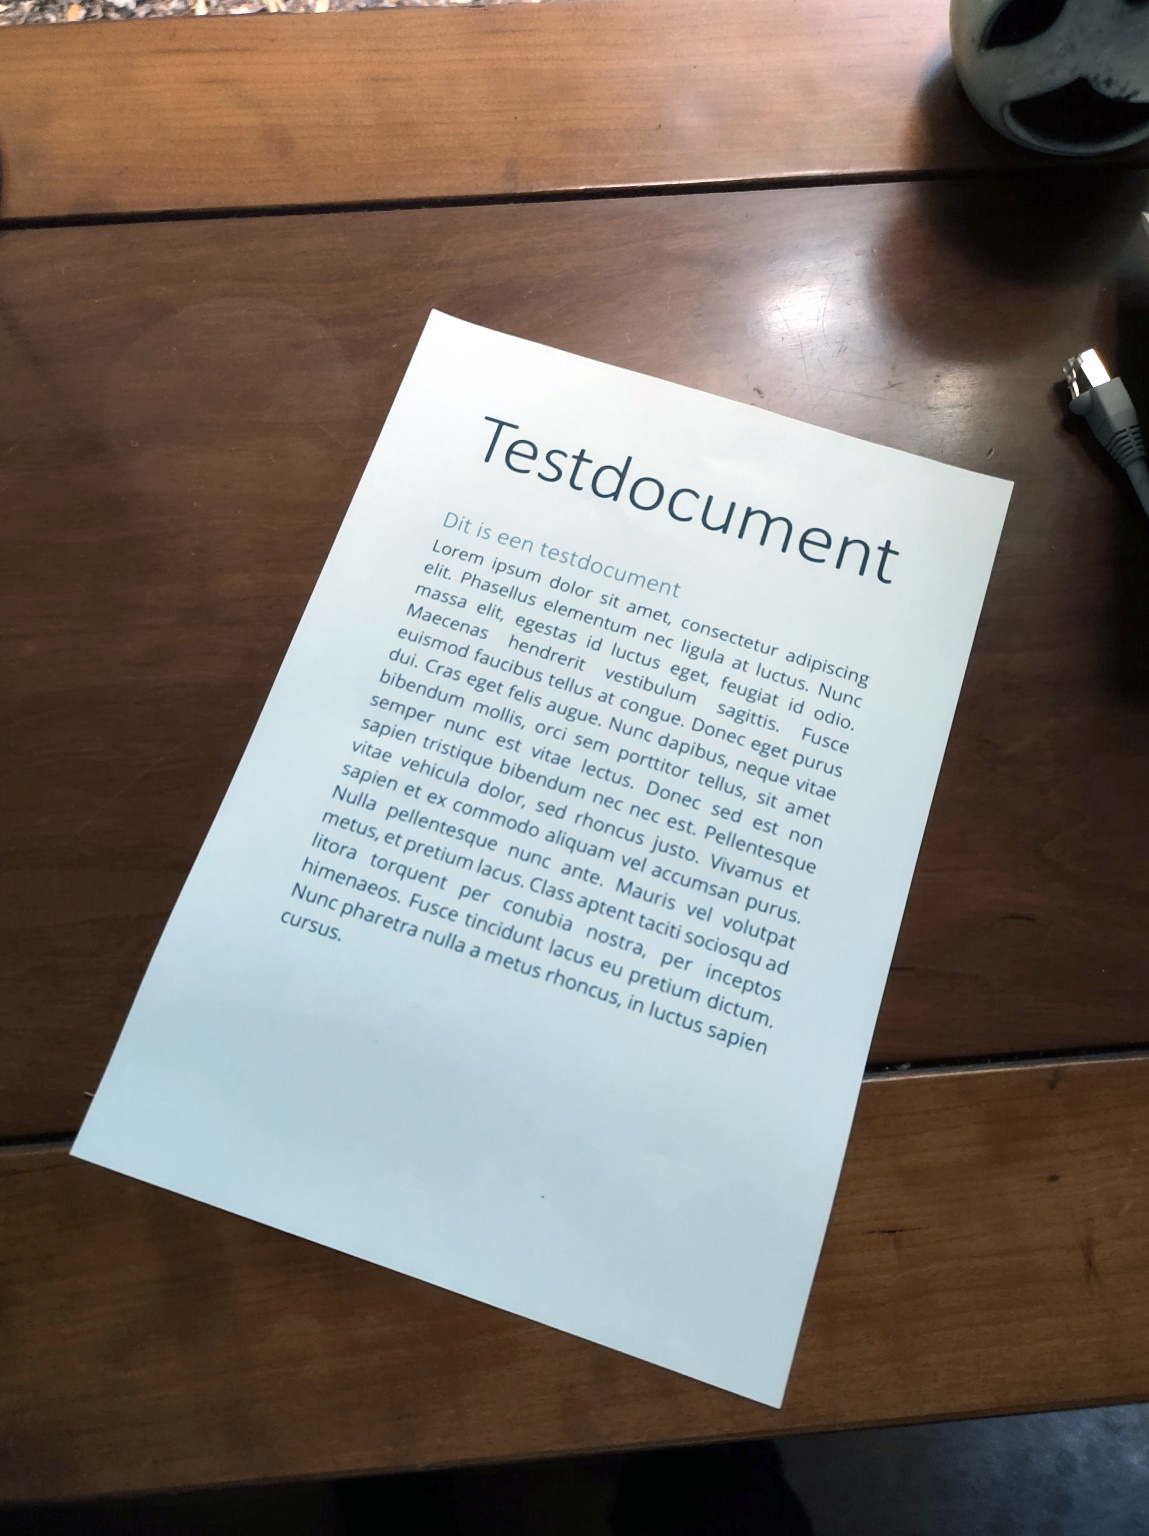 Testdocument
Dit is een testdocument
Lorem ipsum dolor sit amet, consectetur adipiscing
elit. Phasellus elementum nec ligula at luctus. Nunc
massa elit, egestas id luctus eget, feugiat id odio.
Maecenas hendrerit vestibulum sagittis. Fusce
euismod faucibus tellus at congue. Donec eget purus
dui. Cras eget felis augue. Nunc dapibus, neque vitae
bibendum mollis, orci sem porttitor tellus, sit amet
semper nunc est vitae lectus. Donec sed est non
sapien tristique bibendum nec nec est. Pellentesque
vitae vehicula dolor, sed rhoncus justo. Vivamus et
sapien et ex commodo aliquam vel accumsan purus.
Nulla pellentesque nunc ante. Mauris vel volutpat
metus, et pretium lacus. Class aptent taciti sociosqu ad
litora torquent per conubia nostra, per inceptos
himenaeos. Fusce tincidunt lacus eu pretium dictum.
Nunc pharetra nulla a metus rhoncus, in luctus sapien
cursus.